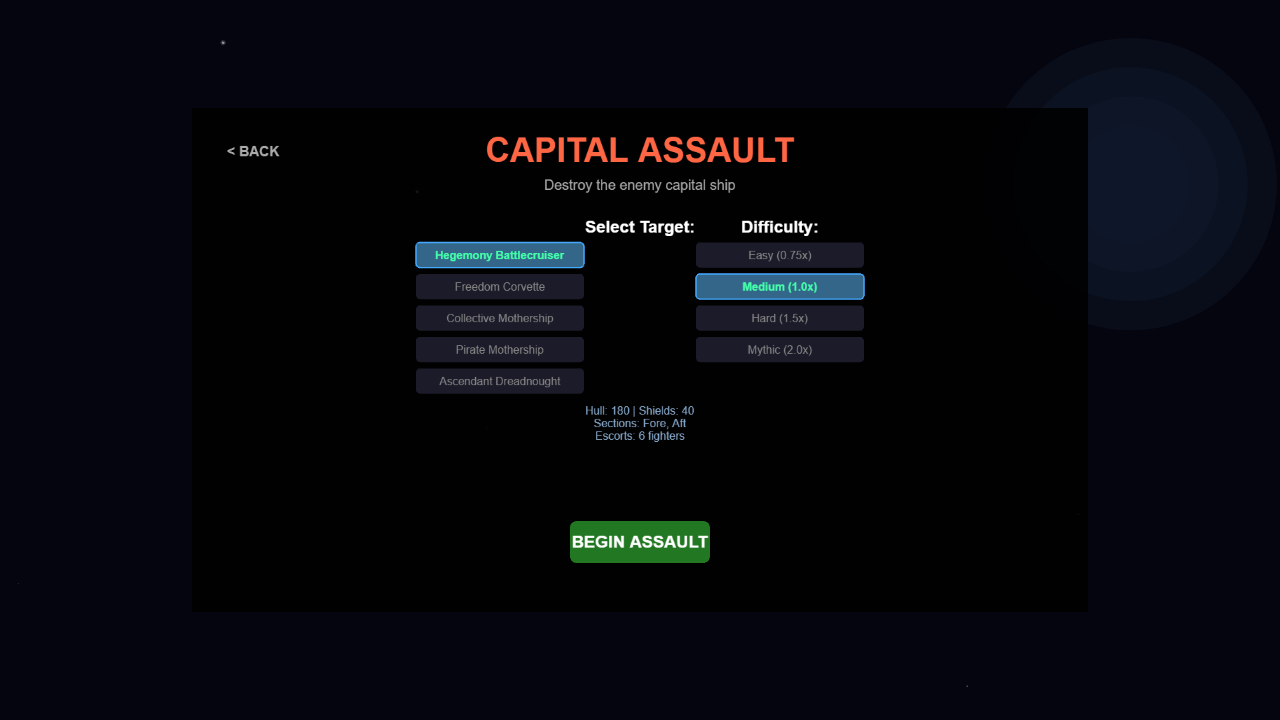 < BACK
CAPITAL ASSAULT
Destroy the enemy capital ship
Select Target:
Difficulty:
Hegemony Battlecruiser
Freedom Corvette
Collective Mothership
Pirate Mothership
Ascendant Dreadnought
Easy (0.75x)
Medium (1.0x)
Hard (1.5x)
Mythic (2.0x)
Hull: 180 | Shields: 40
Sections: Fore, Aft
Escorts: 6 fighters
BEGIN ASSAULT